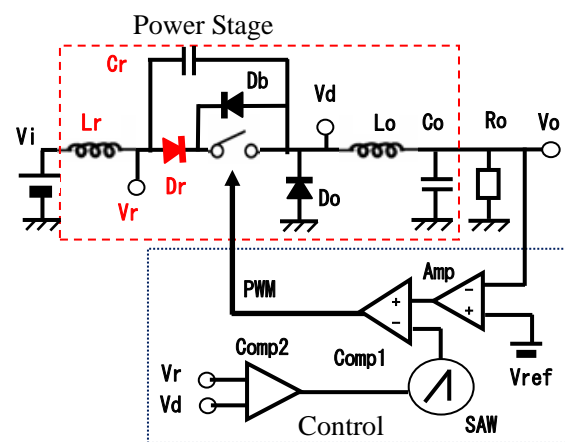 Power Stage
Cr
Db
Vd
Lr
Lo
Co
Ro
Vi
Vo
Vr
Dr
Do
PWM
Amp
+
−
−
+
Comp2
Comp1
Vr
Vd
Vref
SAW
Control